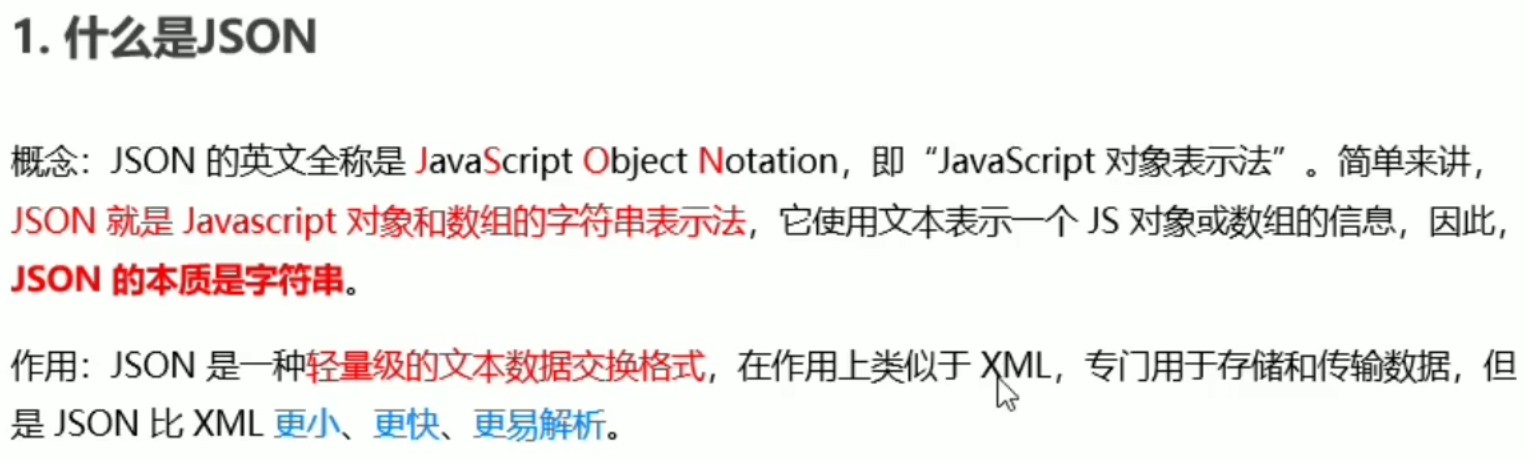 1. 什么是JSON
概念：JSON 的英文全称是 JavaScript Object Notation，即“JavaScript 对象表示法”。简单来讲，
JSON 就是 Javascript 对象和数组的字符串表示法，它使用文本表示一个 JS 对象或数组的信息，因此，
JSON 的本质是字符串。
作用：JSON 是一种轻量级的文本数据交换格式，在作用上类似于 XML，专门用于存储和传输数据，但
是 JSON 比 XML 更小、更快、更易解析。